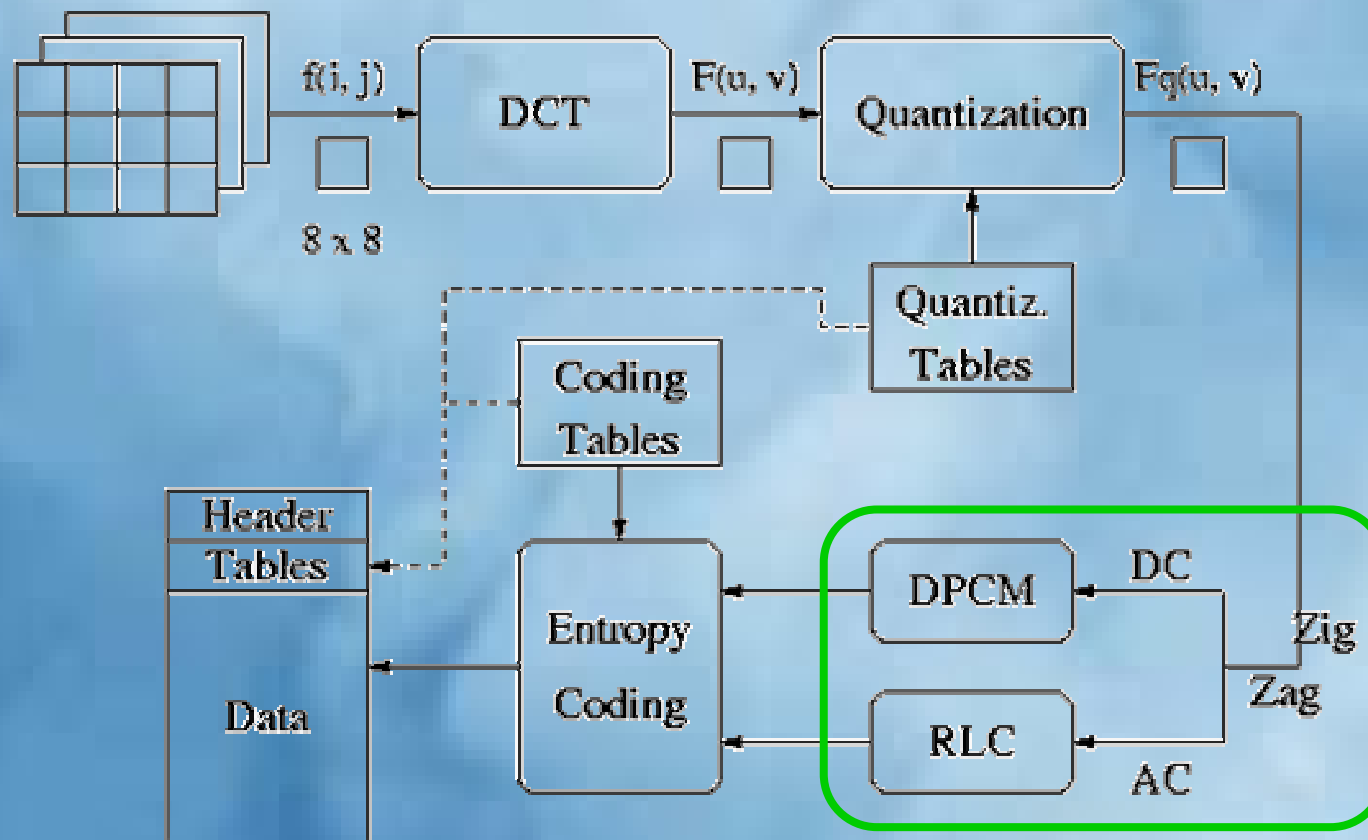 f(i, j)
DCT
F(u, v)
Quantization
Fq(u, v)
8 x 8
Quantiz.
Tables
Coding
Tables
Header
Tables
Data
Entropy
Coding
DPCM
DC
Zig
Zag
RLC
AC